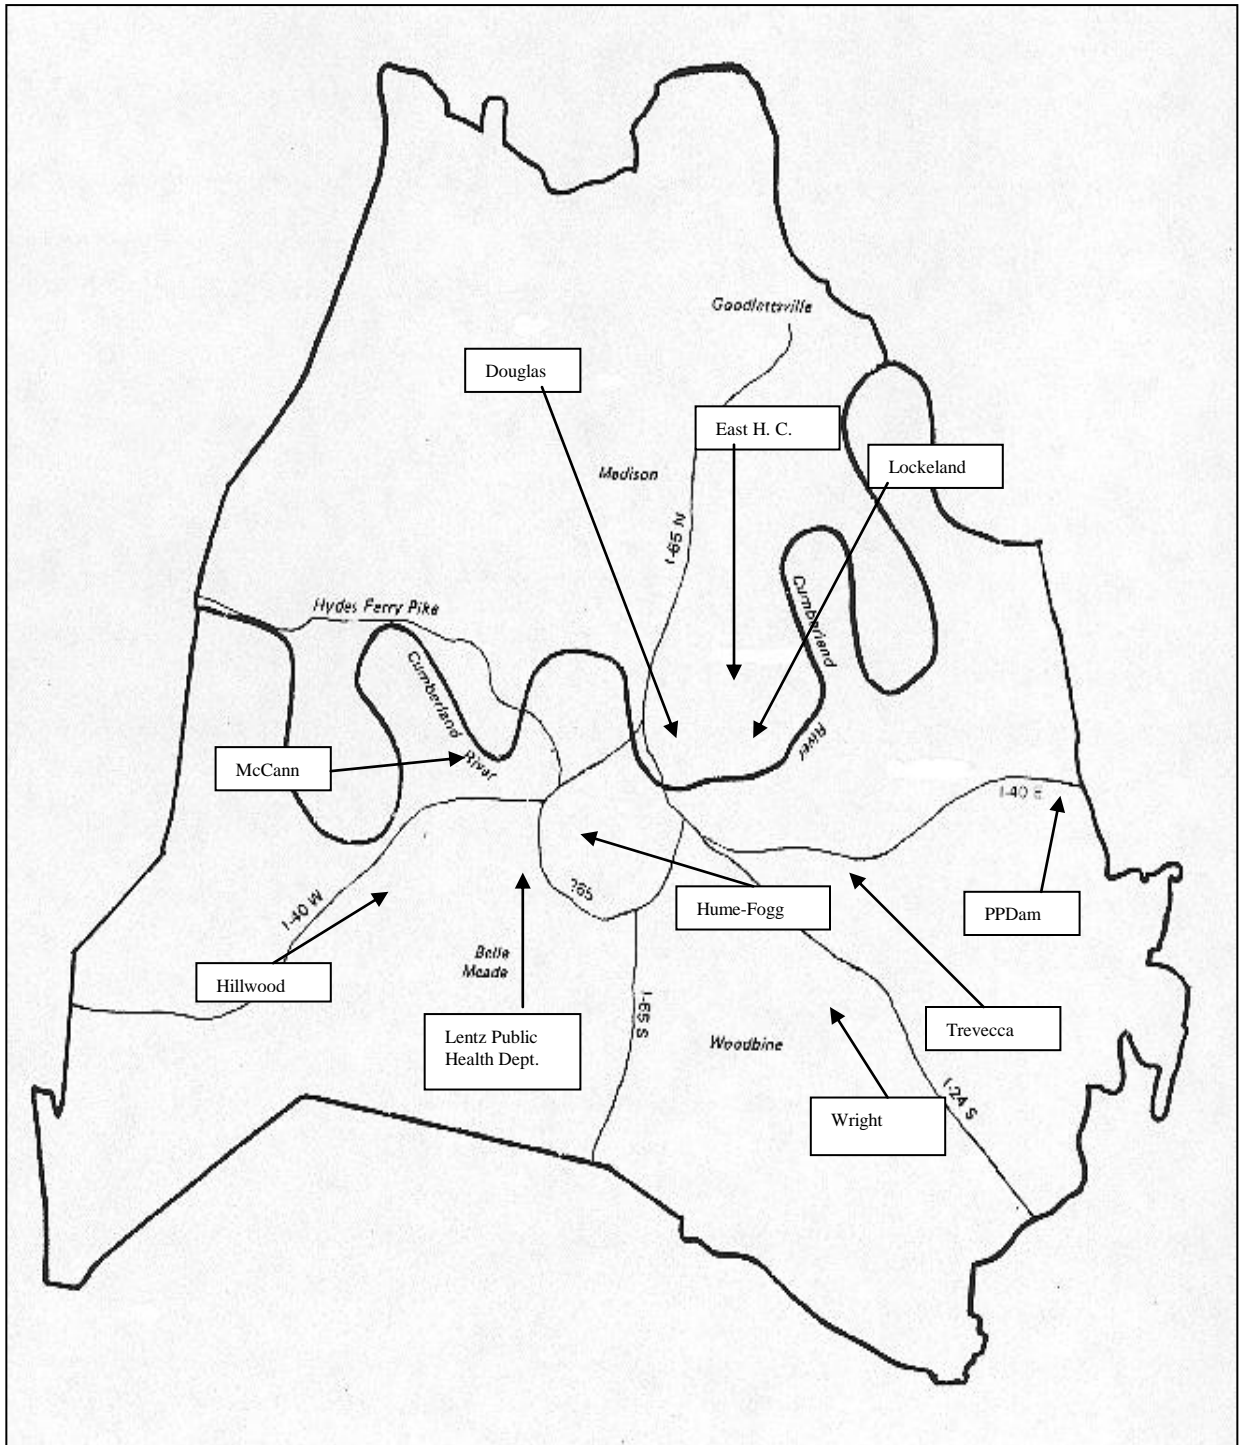 Goodlettsville
Douglas
East H. C.
Lockeland
Madison
I-65 N
Cumberland
River
Hydes Ferry Pike
Cumberland
River
McCann
I-40 E
I-265
Hume-Fogg
PPDam
I-40 W
Belle
Meade
Hillwood
I-65 S
Lentz Public
Health Dept.
Woodbine
Trevecca
I-24 S
Wright